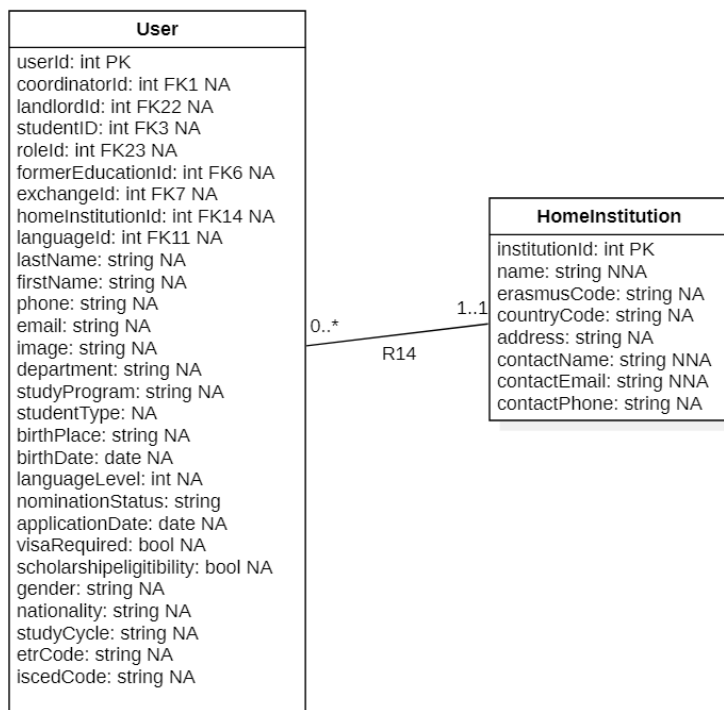 User
userId: int PK
coordinatorId: int FK1 NA
landlordId: int FK22 NA
studentID: int FK3 NA
roleId: int FK23 NA
formerEducationId: int FK6 NA
exchangeId: int FK7 NA
homeInstitutionId: int FK14 NA
languageId: int FK11 NA
lastName: string NA
firstName: string NA
phone: string NA
email: string NA
image: string NA
department: string NA
studyProgram: string NA
studentType: NA
birthPlace: string NA
birthDate: date NA
languageLevel: int NA
nominationStatus: string
applicationDate: date NA
visaRequired: bool NA
scholarshipeligitibility: bool NA
gender: string NA
nationality: string NA
studyCycle: string NA
etrCode: string NA
iscedCode: string NA
0..*
R14
1..1
HomeInstitution
institutionId: int PK
name: string NNA
erasmusCode: string NA
countryCode: string NA
address: string NA
contactName: string NNA
contactEmail: string NNA
contactPhone: string NA